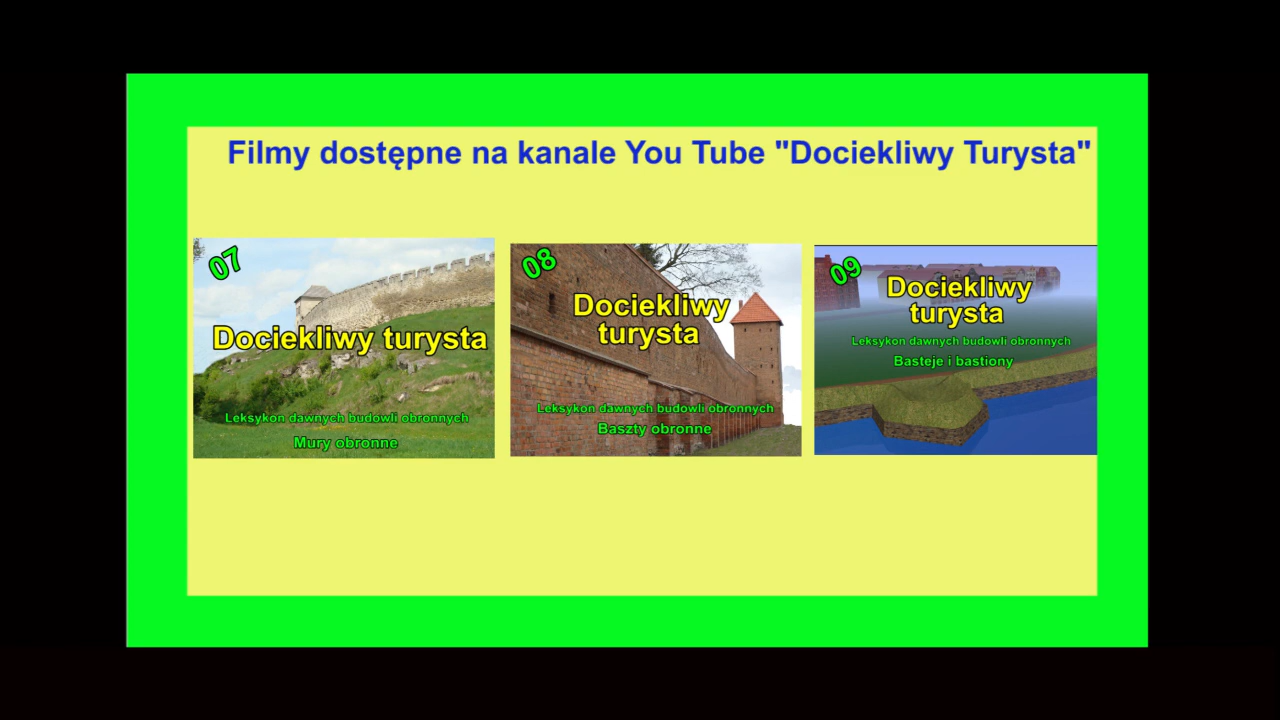 Filmy dostępne na kanale You Tube "Dociekliwy Turysta"
07
Dociekliwy turysta
Leksykon dawnych budowli obronnych
Mury obronne
08
Dociekliwy
turysta
Leksykon dawnych budowli obronnych
Baszty obronne
09
Dociekliwy
turysta
Leksykon dawnych budowli obronnych
Basteje i bastiony